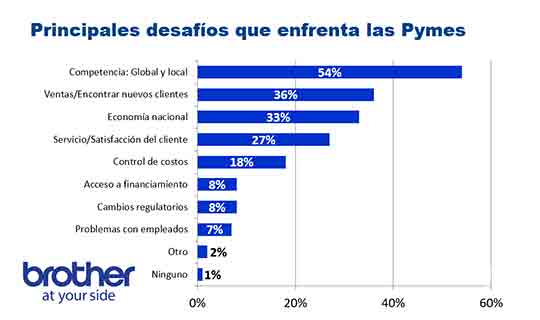 Principales desafíos que enfrenta las Pymes
Competencia: Global y local 54%
Ventas/Encontrar nuevos clientes 36%
Economía nacional 33%
Servicio/Satisfacción del cliente 27%
Control de costos 18%
Acceso a financiamiento 8%
Cambios regulatorios 8%
Problemas con empleados 7%
Otro 2%
Ninguno 1%
0% 20% 40% 60%
brother
at your side